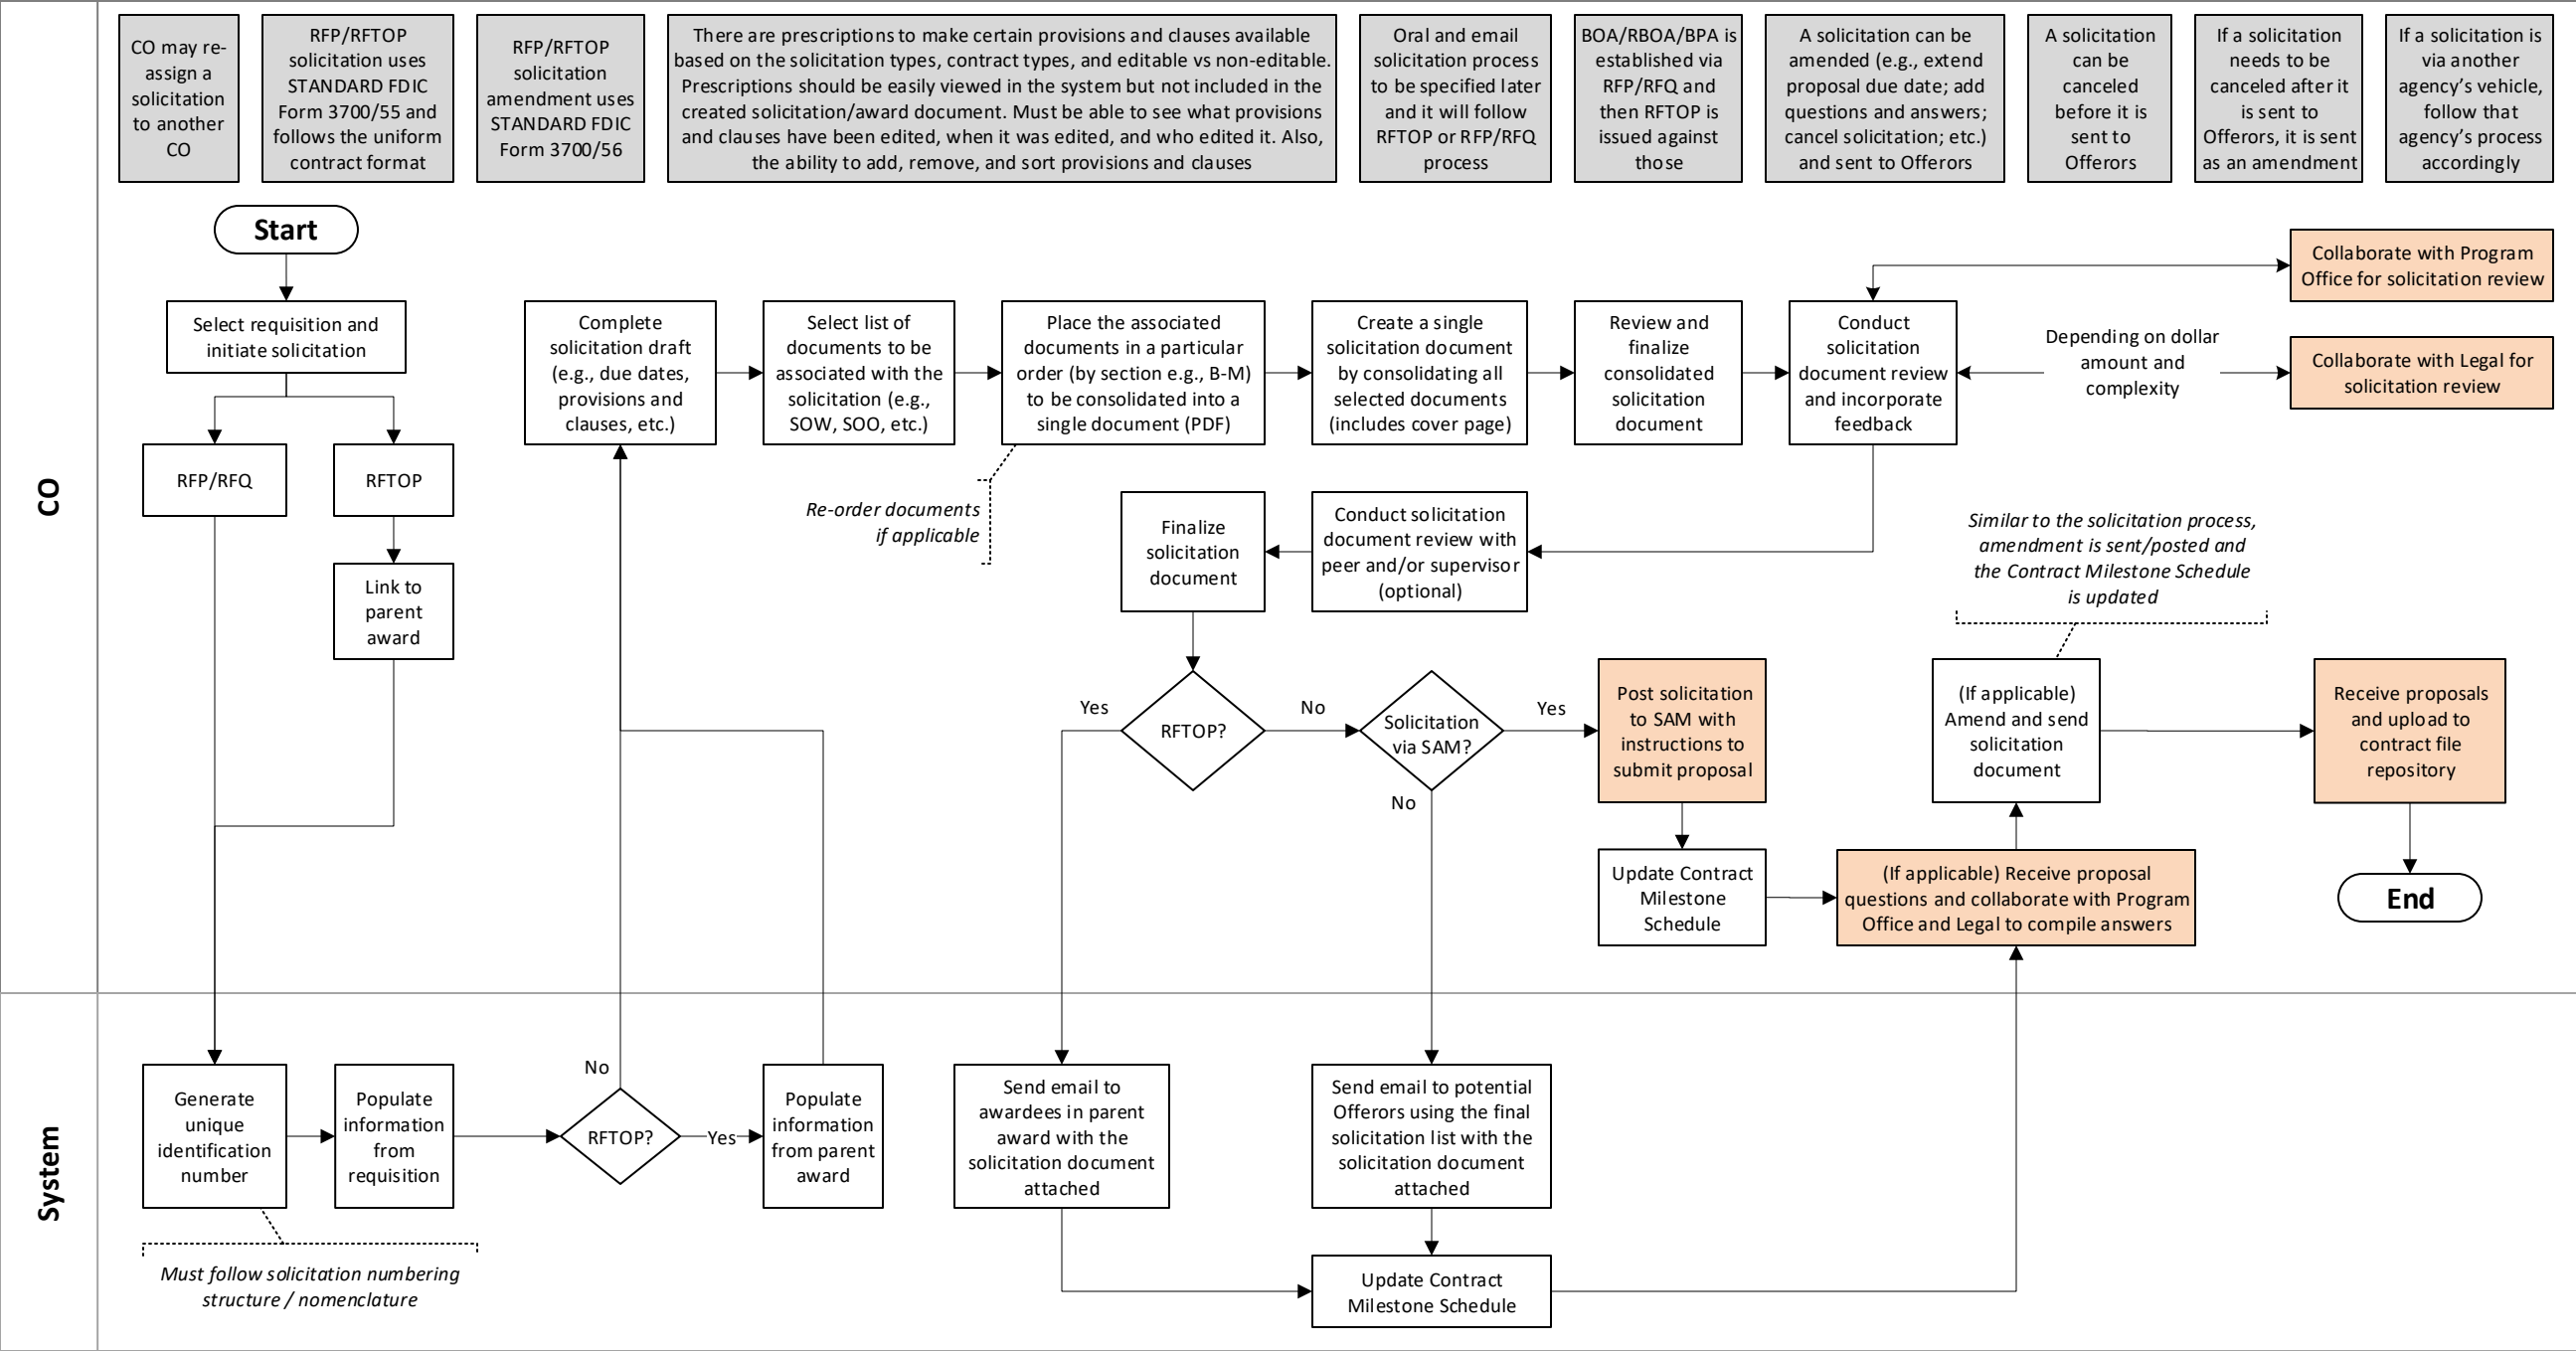 CO may re-
assign a
solicitation
to another
CO
RFP/RFTOP
solicitation uses
STANDARD FDIC
Form 3700/55 and
follows the uniform
contract format
RFP/RFTOP
solicitation
amendment uses
STANDARD FDIC
Form 3700/56
There are prescriptions to make certain provisions and clauses available
based on the solicitation types, contract types, and editable vs non-editable.
Prescriptions should be easily viewed in the system but not included in the
created solicitation/award document. Must be able to see what provisions
and clauses have been edited, when it was edited, and who edited it. Also,
the ability to add, remove, and sort provisions and clauses
Oral and email
solicitation process
to be specified later
and it will follow
RFTOP or RFP/RFQ
process
BOA/RBOA/BPA is
established via
RFP/RFQ and
then RFTOP is
issued against
those
A solicitation can be
amended (e.g., extend
proposal due date; add
questions and answers;
cancel solicitation; etc.)
and sent to Offerors
A solicitation
can be
canceled
before it is
sent to
Offerors
If a solicitation
needs to be
canceled after it
is sent to
Offerors, it is sent
as an amendment
If a solicitation is
via another
agency's vehicle,
follow that
agency's process
accordingly
CO
Start
Select requisition and
initiate solicitation
RFP/RFQ
RFTOP
Link to
parent
award
Complete
solicitation draft
(e.g., due dates,
provisions and
clauses, etc.)
Select list of
documents to be
associated with the
solicitation (e.g.,
SOW, SOO, etc.)
Place the associated
documents in a particular
order (by section e.g., B-M)
to be consolidated into a
single document (PDF)
Re-order documents
if applicable
Create a single
solicitation document
by consolidating all
selected documents
(includes cover page)
Review and
finalize
consolidated
solicitation
document
Conduct
solicitation
document review
and incorporate
feedback
Collaborate with Program
Office for solicitation review
Depending on dollar
amount and
complexity
Collaborate with Legal for
solicitation review
Conduct solicitation
document review with
peer and/or supervisor
(optional)
Finalize
solicitation
document
RFTOP?
Yes
No
Solicitation
via SAM?
Yes
No
Post solicitation
to SAM with
instructions to
submit proposal
Update Contract
Milestone
Schedule
(If applicable) Receive proposal
questions and collaborate with Program
Office and Legal to compile answers
(If applicable)
Amend and send
solicitation
document
Similar to the solicitation process,
amendment is sent/posted and
the Contract Milestone Schedule
is updated
Receive proposals
and upload to
contract file
repository
End
System
Generate
unique
identification
number
Must follow solicitation numbering
structure / nomenclature
Populate
information
from
requisition
RFTOP?
No
Yes
Populate
information
from parent
award
Send email to
awardees in parent
award with the
solicitation document
attached
Send email to potential
Offerors using the final
solicitation list with the
solicitation document
attached
Update Contract
Milestone Schedule